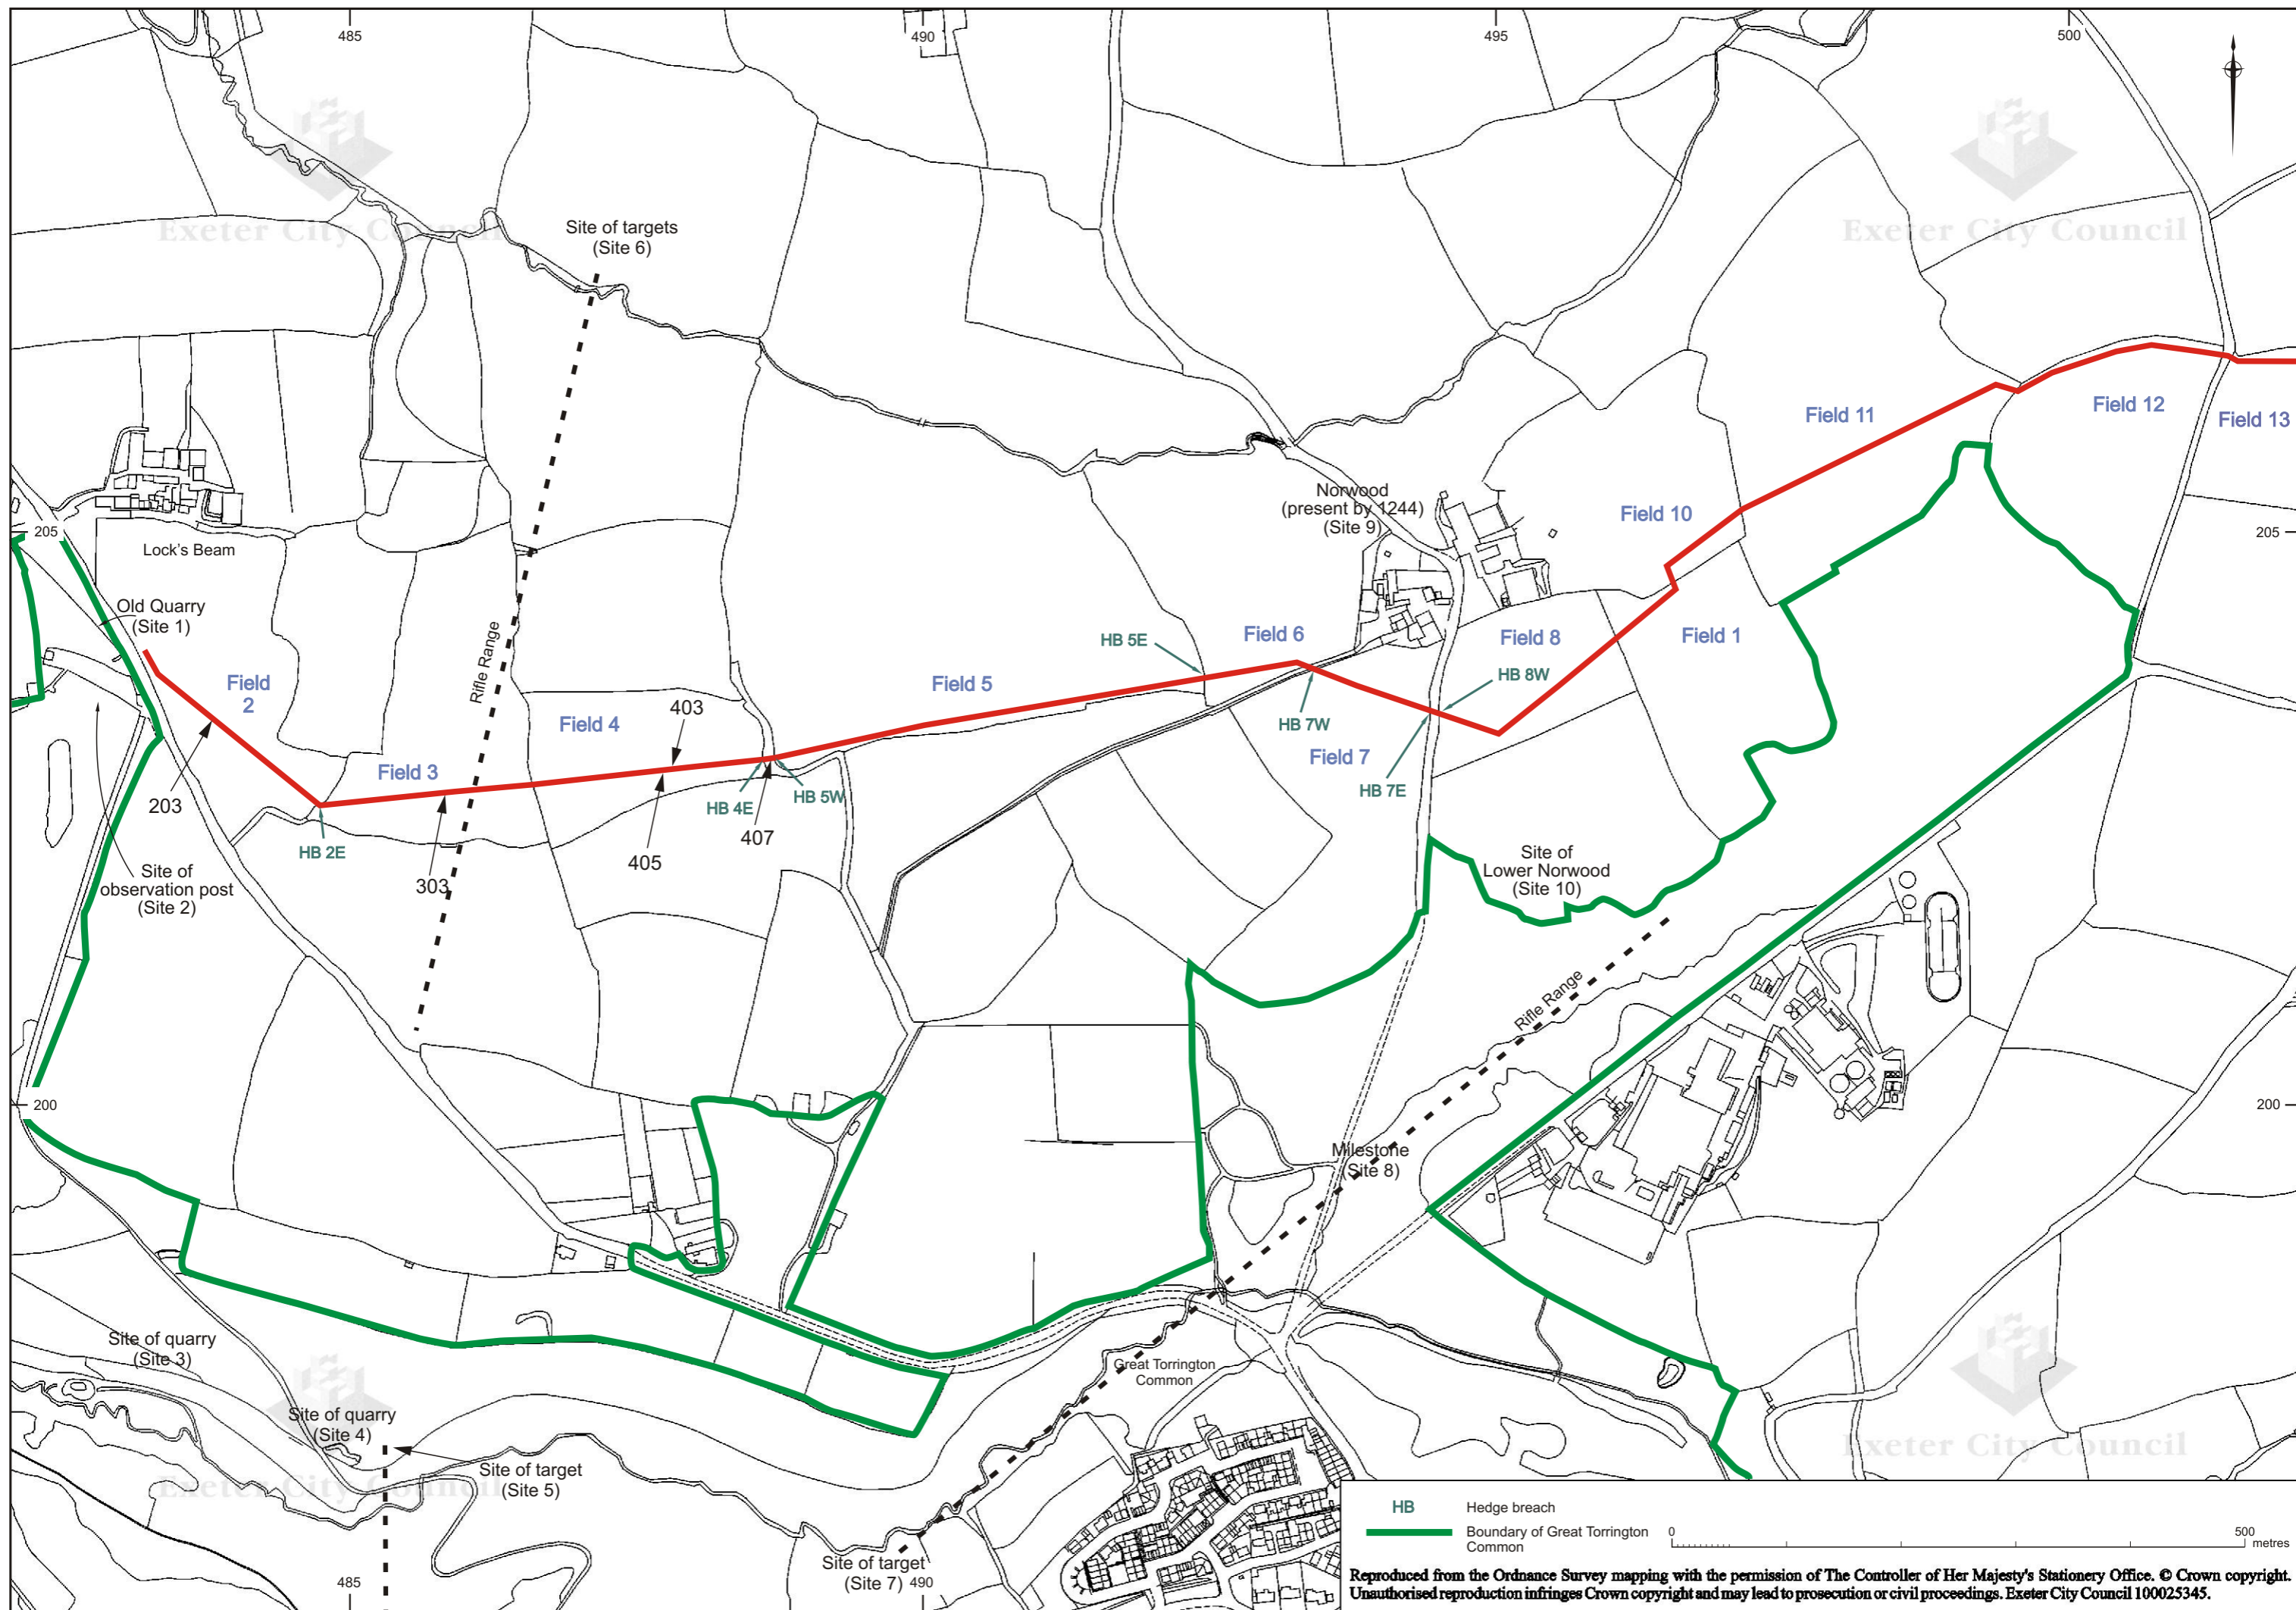 485
490
495
500
Exeter City Council
Exeter City Council
Site of targets
(Site 6)
Field 11
Field 12
Field 13
Norwood
(present by 1244)
(Site 9)
Field 10
205
205
Lock's Beam
Old Quarry
(Site 1)
Rifle Range
HB 5E
Field 6
Field 8
Field 1
Field
2
Field 5
HB 8W
403
Field 4
HB 7W
Field 7
Field 3
HB 7E
203
HB 4E
HB 5W
407
HB 2E
405
303
Site of
observation post
(Site 2)
Site of
Lower Norwood
(Site 10)
Rifle Range
200
200
Milestone
(Site 8)
Site of quarry
(Site 3)
Great Torrington
Common
Site of quarry
(Site 4)
Exeter City Council
Exeter City Council
Site of target
(Site 5)
Site of target
(Site 7)
485
490
HB Hedge breach
Boundary of Great Torrington
Common
0 500
metres
Reproduced from the Ordnance Survey mapping with the permission of The Controller of Her Majesty's Stationery Office. © Crown copyright.
Unauthorised reproduction infringes Crown copyright and may lead to prosecution or civil proceedings. Exeter City Council 100025345.